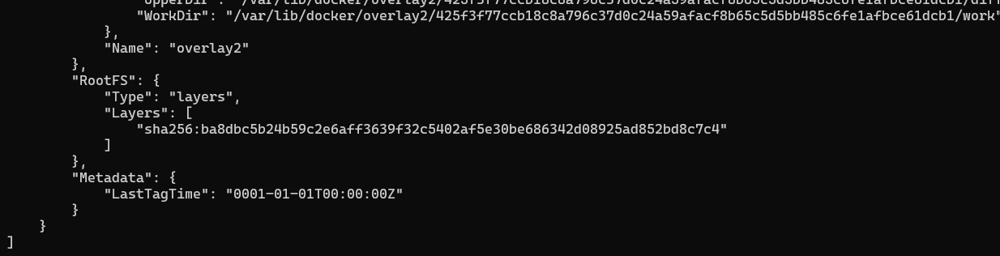 "UpperDir": "/var/lib/docker/overlay2/425f3f77ccb18c8a796c37d0c24a59afacf8b65c5d5bb485c6fe1afbce61dcb1/diff
"WorkDir": "/var/lib/docker/overlay2/425f3f77ccb18c8a796c37d0c24a59afacf8b65c5d5bb485c6fe1afbce61dcb1/work"
},
"Name": "overlay2"
},
"RootFS": {
"Type": "layers",
"Layers": [
"sha256:ba8dbc5b24b59c2e6aff3639f32c5402af5e30be686342d08925ad852bd8c7c4"
]
},
"Metadata": {
"LastTagTime": "0001-01-01T00:00:00Z"
}
}
]